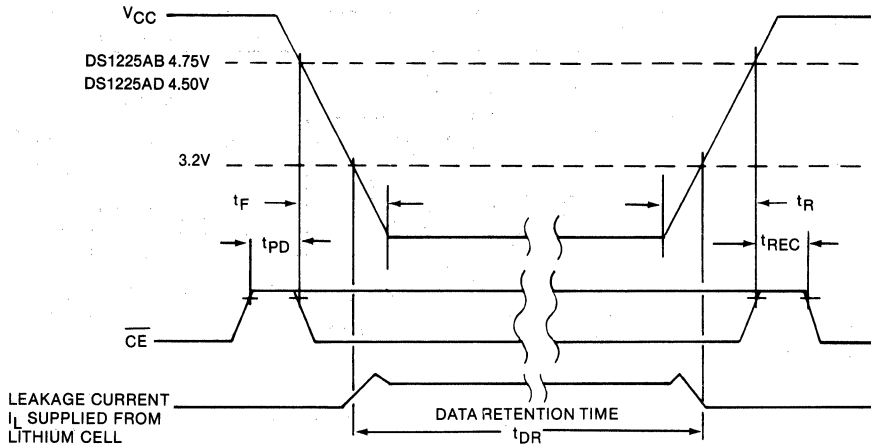 VCC
DS1225AB 4.75V
DS1225AD 4.50V
3.2V
tF
tR
tPD
tREC
CE
LEAKAGE CURRENT
IL SUPPLIED FROM
LITHIUM CELL
DATA RETENTION TIME
tDR